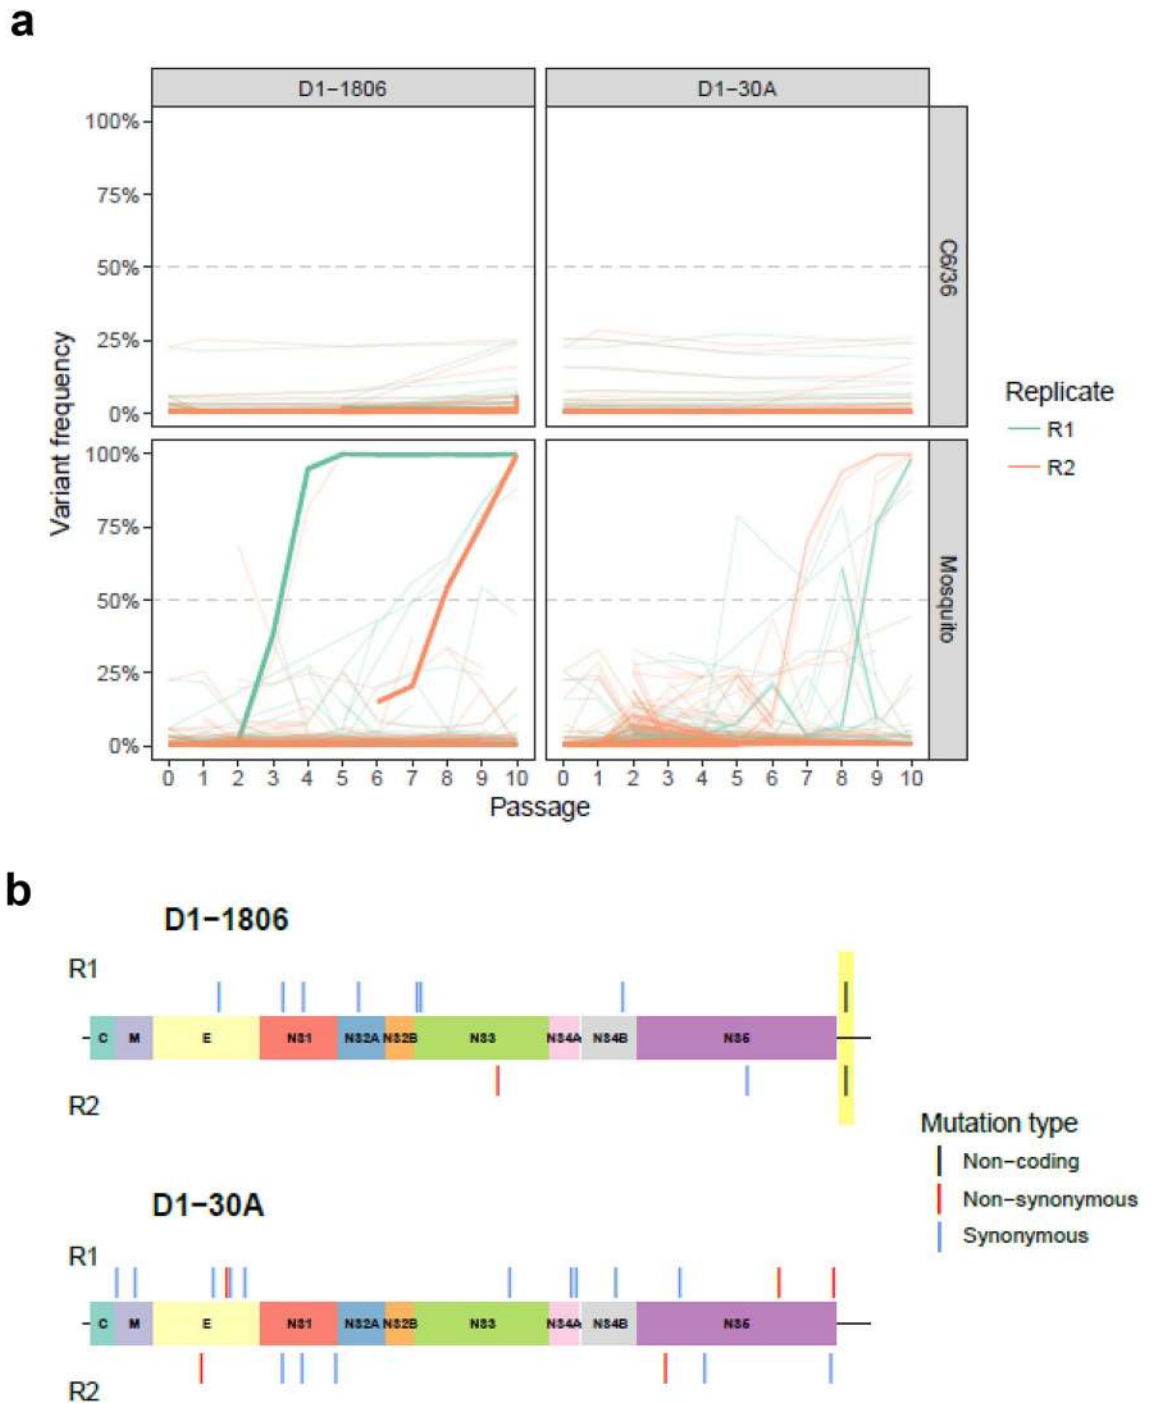 a
D1−1806 D1−30A
100%
75%
50%
25%
0%
C6/36
100%
75%
50%
25%
0%
Mosquito
Variant frequency
0 1 2 3 4 5 6 7 8 9 10 0 1 2 3 4 5 6 7 8 9 10
Passage
Replicate
R1
R2
b
D1−1806
R1
C M E NS1 NS2A NS2B NS3 NS4A NS4B NS5
R2
Mutation type
Non−coding
Non−synonymous
Synonymous
D1−30A
R1
C M E NS1 NS2A NS2B NS3 NS4A NS4B NS5
R2